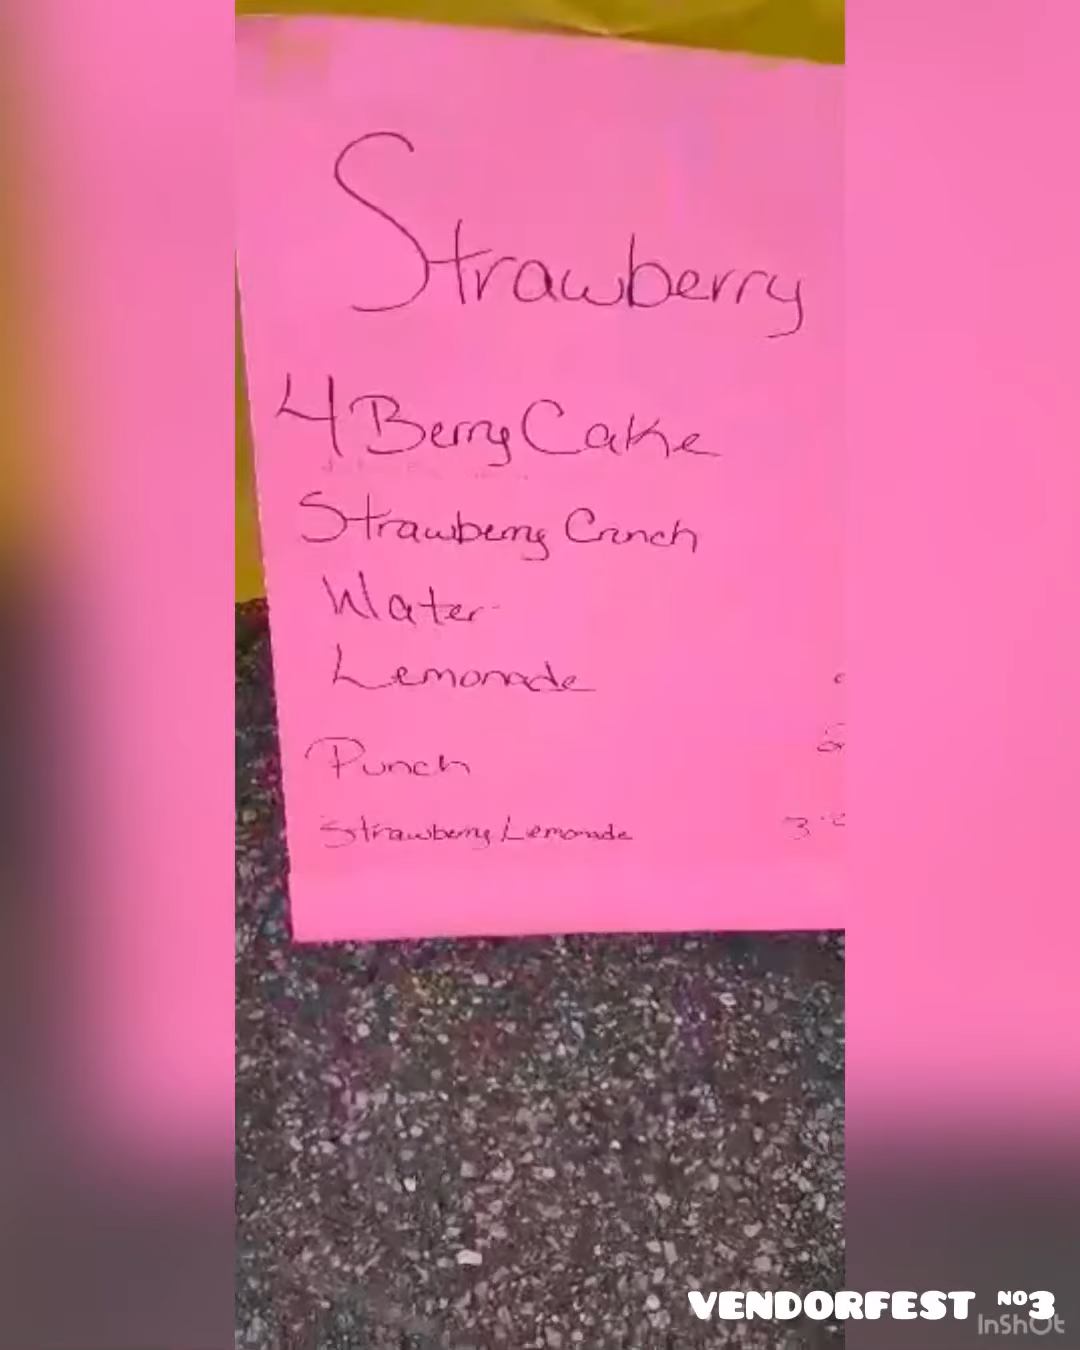 Strawberry
4 Berry Cake
Strawberry Crunch
Water
Lemonade
Punch
Strawberry Lemonade
VENDORFEST Nº3
InShOt